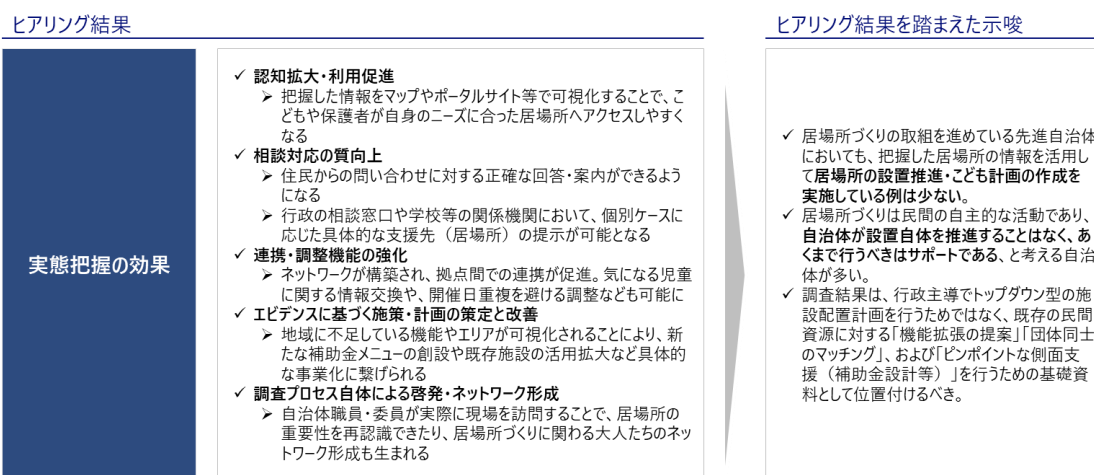 ヒアリング結果
実態把握の効果
✓ 認知拡大・利用促進
➢ 把握した情報をマップやポータルサイト等で可視化することで、こ
どもや保護者が自身のニーズに合った居場所へアクセスしやすく
なる
✓ 相談対応の質向上
➢ 住民からの問い合わせに対する正確な回答・案内ができるよう
になる
➢ 行政の相談窓口や学校等の関係機関において、個別ケースに
応じた具体的な支援先（居場所）の提示が可能となる
✓ 連携・調整機能の強化
➢ ネットワークが構築され、拠点間での連携が促進。気になる児童
に関する情報交換や、開催日重複を避ける調整なども可能に
✓ エビデンスに基づく施策・計画の策定と改善
➢ 地域に不足している機能やエリアが可視化されることにより、新
たな補助金メニューの創設や既存施設の活用拡大など具体的
な事業化に繋げられる
✓ 調査プロセス自体による啓発・ネットワーク形成
➢ 自治体職員・委員が実際に現場を訪問することで、居場所の
重要性を再認識できたり、居場所づくりに関わる大人たちのネッ
トワーク形成も生まれる
ヒアリング結果を踏まえた示唆
✓ 居場所づくりの取組を進めている先進自治体
においても、把握した居場所の情報を活用し
て居場所の設置推進・こども計画の作成を
実施している例は少ない。
✓ 居場所づくりは民間の自主的な活動であり、
自治体が設置自体を推進することはなく、あ
くまで行うべきはサポートである、と考える自治
体が多い。
✓ 調査結果は、行政主導でトップダウン型の施
設配置計画を行うためではなく、既存の民間
資源に対する「機能拡張の提案」「団体同士
のマッチング」、および「ピンポイントな側面支
援（補助金設計等）」を行うための基礎資
料として位置付けるべき。